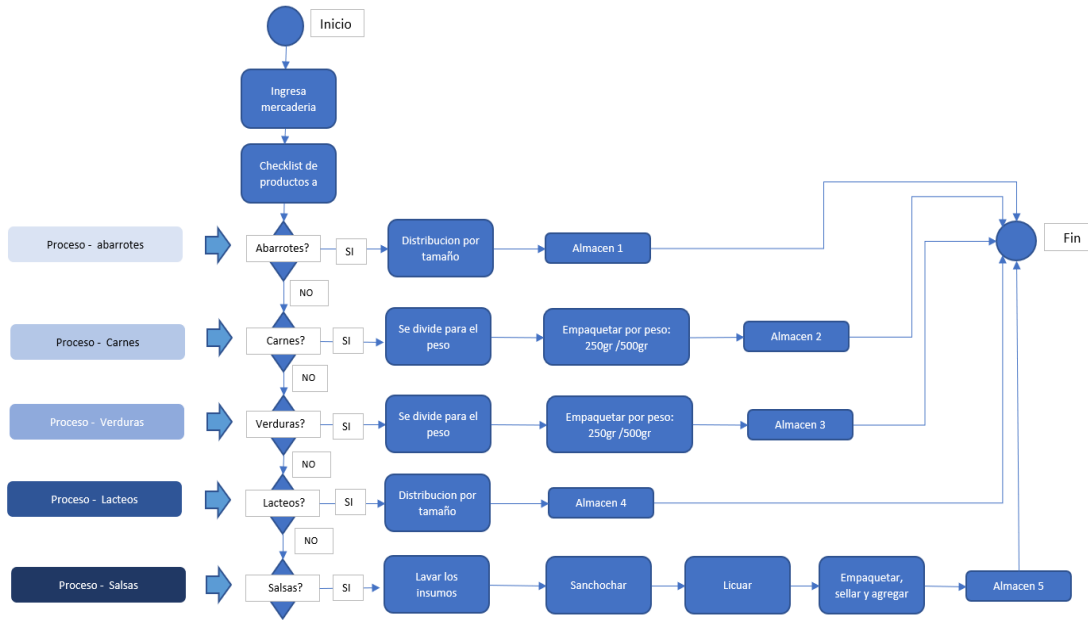 Inicio
Ingresa
mercaderia
Checklist de
productos a
Proceso - abarrotes
Abarrotes?
SI
Distribucion por
tamaño
Almacen 1
Fin
NO
Proceso - Carnes
Carnes?
SI
Se divide para el
peso
Empaquetar por peso:
250gr /500gr
Almacen 2
NO
Proceso - Verduras
Verduras?
SI
Se divide para el
peso
Empaquetar por peso:
250gr /500gr
Almacen 3
NO
Proceso - Lacteos
Lacteos?
SI
Distribucion por
tamaño
Almacen 4
NO
Proceso - Salsas
Salsas?
SI
Lavar los
insumos
Sanchochar
Licuar
Empaquetar,
sellar y agregar
Almacen 5